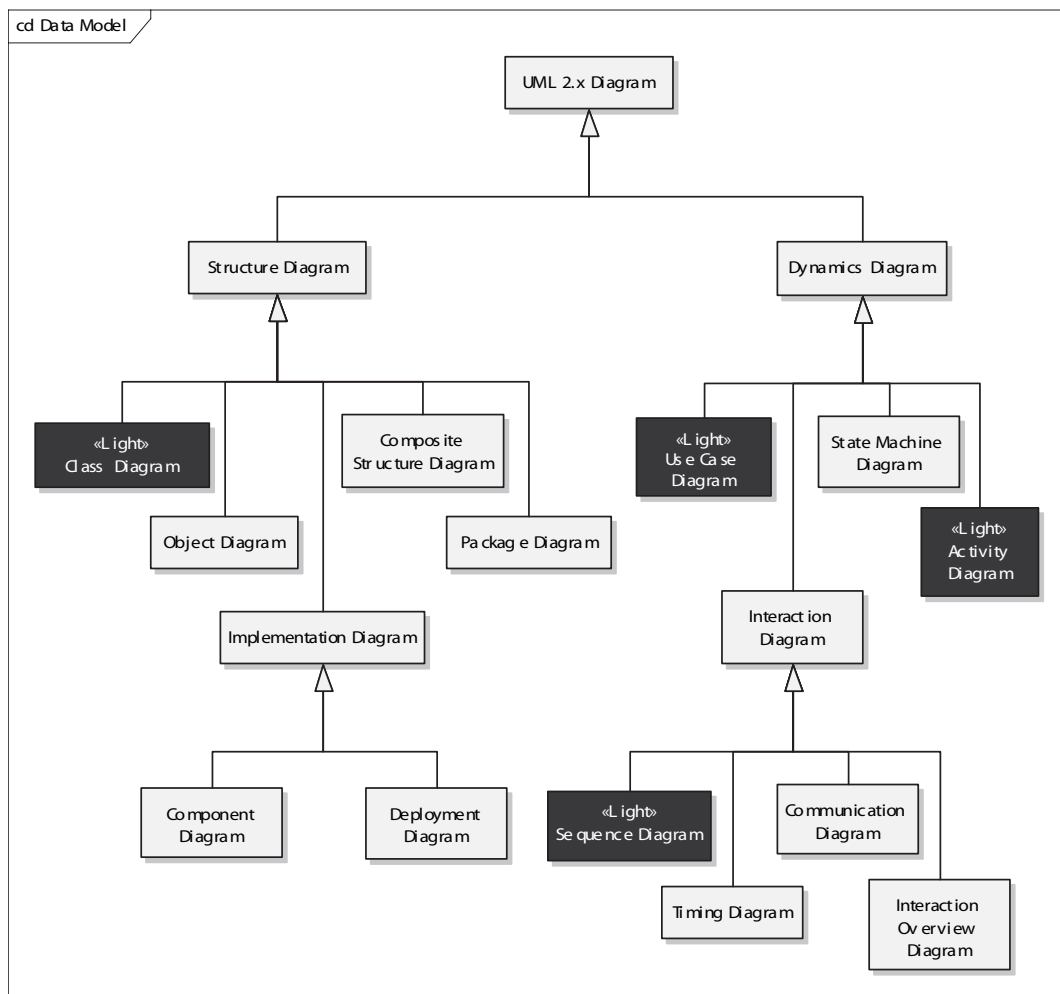 cd Data Model
UML 2.x Diagram
Structure Diagram
Dynamics Diagram
«Light»
Class Diagram
Composite
Structure Diagram
«Light»
Use Case
Diagram
State Machine
Diagram
Object Diagram
Package Diagram
«Light»
Activity
Diagram
Implementation Diagram
Interaction
Diagram
Component
Diagram
Deployment
Diagram
«Light»
Sequence Diagram
Communication
Diagram
Timing Diagram
Interaction
Overview
Diagram